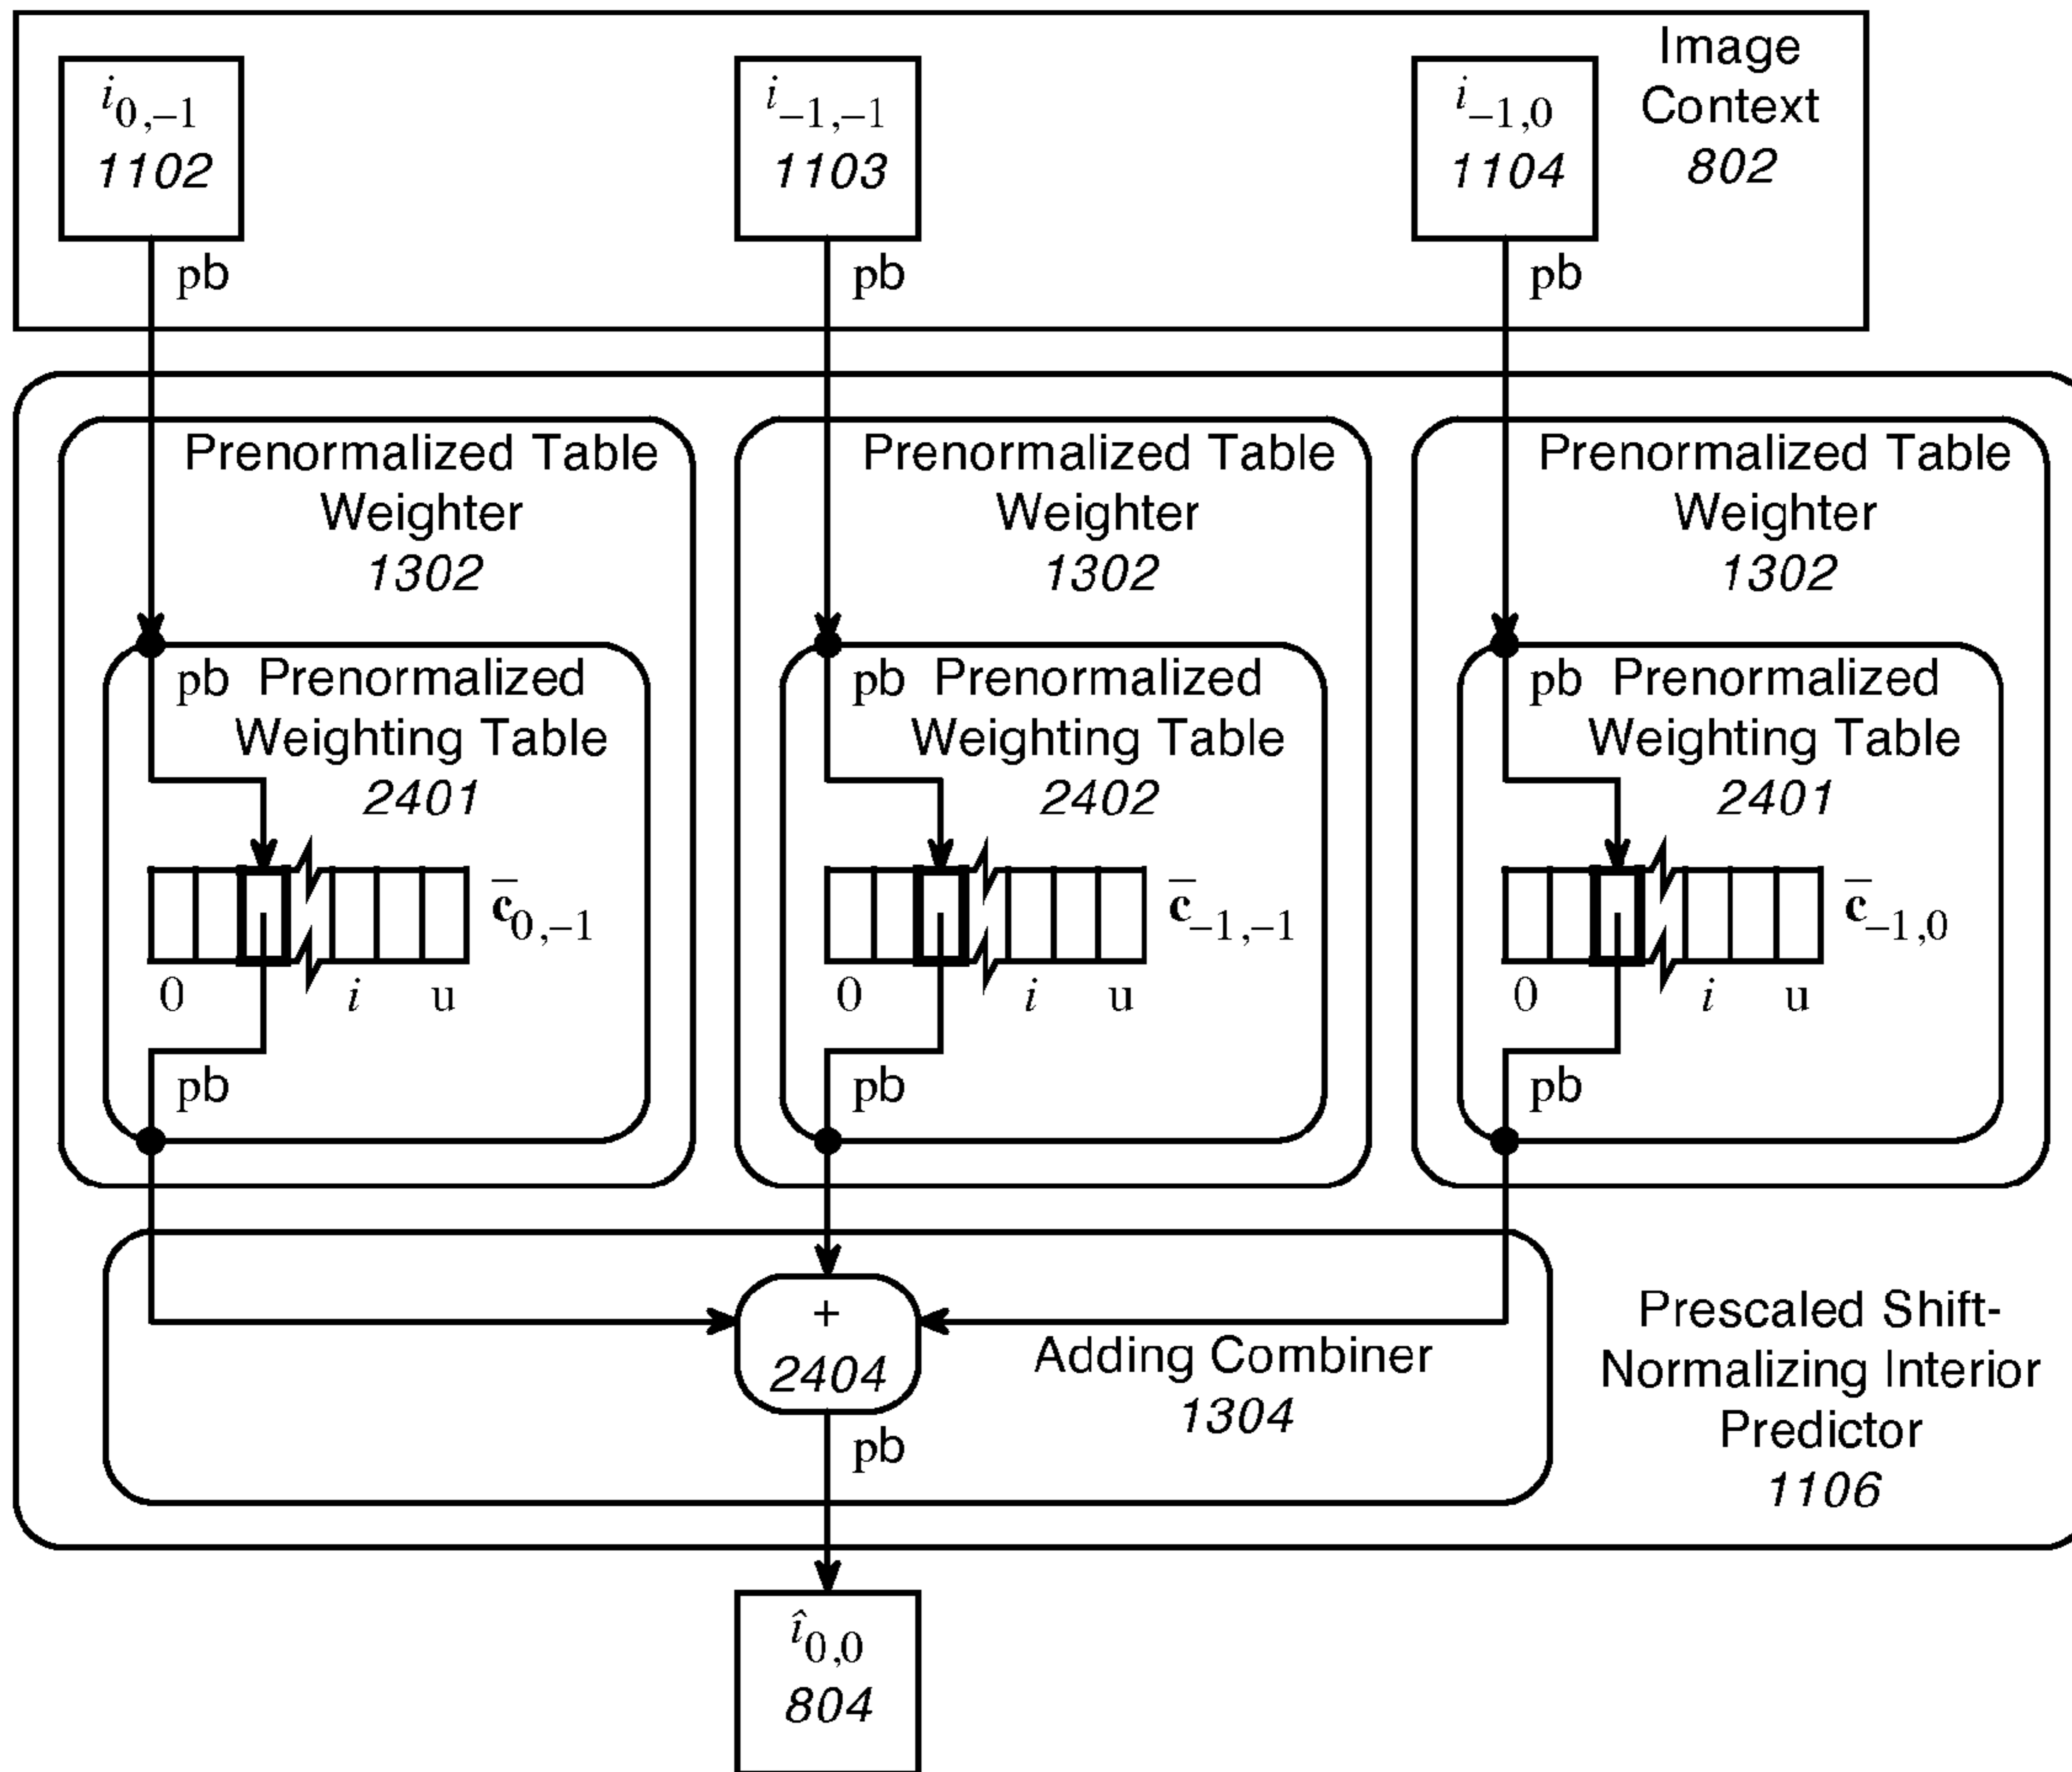 Image
Context
802
i0,−1
1102
i−1,−1
1103
i−1,0
1104
pb
pb
pb
Prenormalized Table
Weighter
1302
Prenormalized Table
Weighter
1302
Prenormalized Table
Weighter
1302
pb Prenormalized
Weighting Table
2401
pb Prenormalized
Weighting Table
2402
pb Prenormalized
Weighting Table
2401
c̄0,−1
c̄−1,−1
c̄−1,0
0 i u
0 i u
0 i u
pb
pb
pb
+
2404
Adding Combiner
1304
pb
Prescaled Shift-
Normalizing Interior
Predictor
1106
î0,0
804